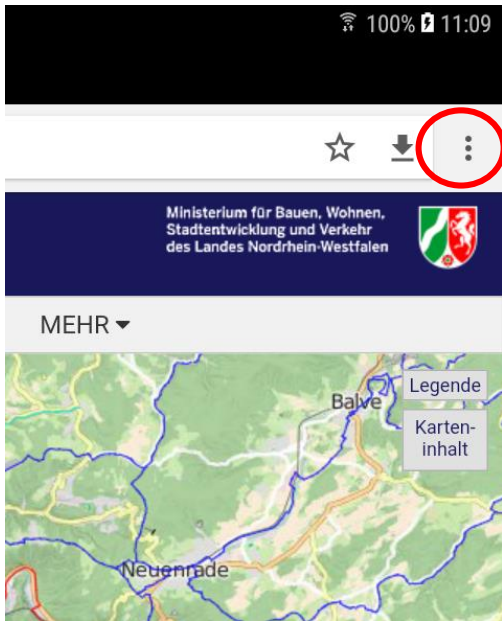 100% 11:09
Ministerium für Bauen, Wohnen,
Stadtentwicklung und Verkehr
des Landes Nordrhein-Westfalen
MEHR
Legende
Balve
Karten-
inhalt
Neuenrade